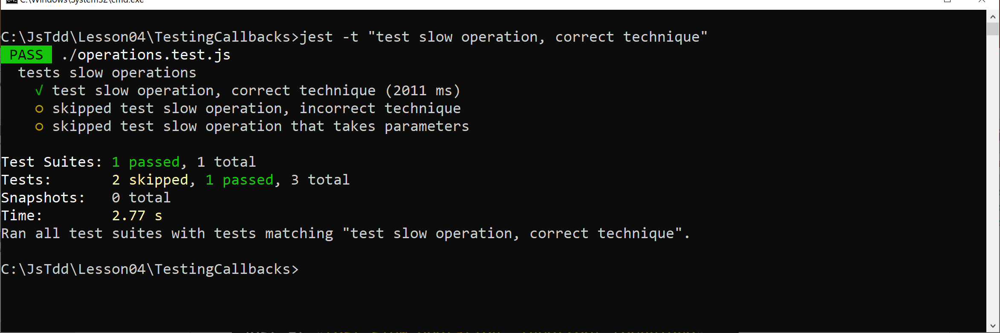 C:\Windows\System32\cmd.exe
C:\JsTdd\Lesson04\TestingCallbacks>jest -t "test slow operation, correct technique"
PASS ./operations.test.js
tests slow operations
√ test slow operation, correct technique (2011 ms)
○ skipped test slow operation, incorrect technique
○ skipped test slow operation that takes parameters
Test Suites: 1 passed, 1 total
Tests: 2 skipped, 1 passed, 3 total
Snapshots: 0 total
Time: 2.77 s
Ran all test suites with tests matching "test slow operation, correct technique".
C:\JsTdd\Lesson04\TestingCallbacks>